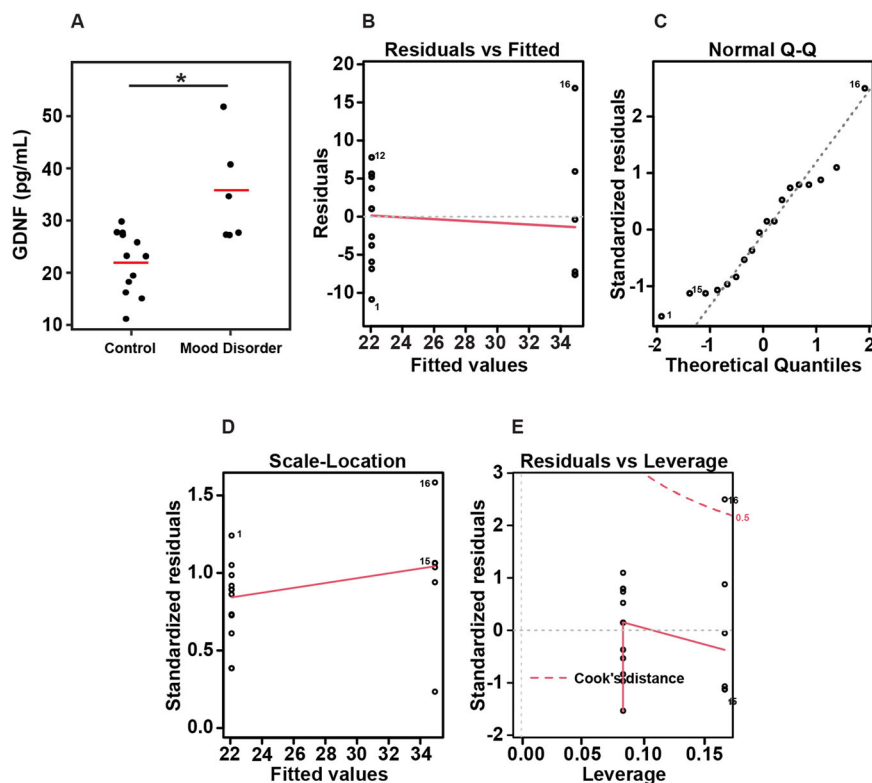 A
*
GDNF (pg/mL)
50
40
30
20
10
Control
Mood Disorder
B
Residuals vs Fitted
Residuals
20
15
10
5
0
-5
-10
16
12
1
22 24 26 28 30 32 34
Fitted values
C
Normal Q-Q
Standardized residuals
2
1
0
-1
16
15
1
-2 -1 0 1 2
Theoretical Quantiles
D
Scale-Location
Standardized residuals
1.5
1.0
0.5
0.0
16
1
15
22 24 26 28 30 32 34
Fitted values
E
Residuals vs Leverage
Standardized residuals
3
2
1
0
-1
-2
16
0.5
Cook's distance
15
0.00 0.05 0.10 0.15
Leverage